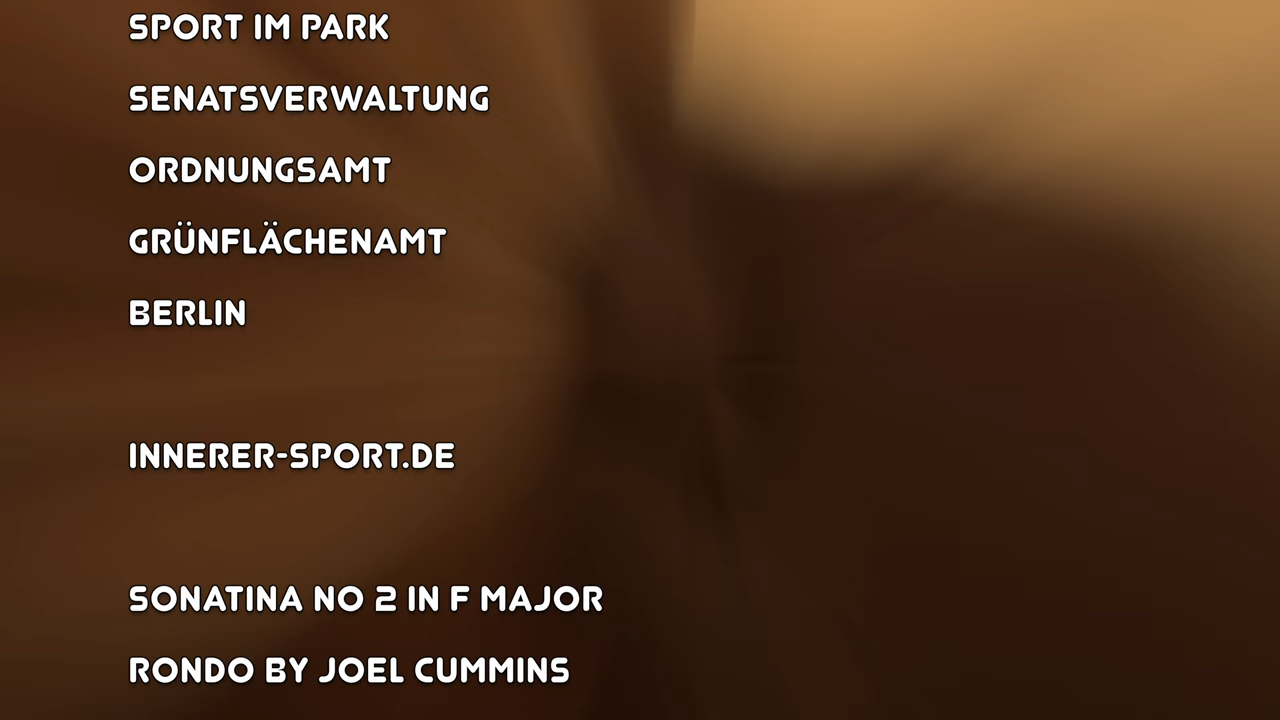 SPORT IM PARK
SENATSVERWALTUNG
ORDNUNGSAMT
GRÜNFLÄCHENAMT
BERLIN
INNERER-SPORT.DE
SONATINA NO 2 IN F MAJOR
RONDO BY JOEL CUMMINS